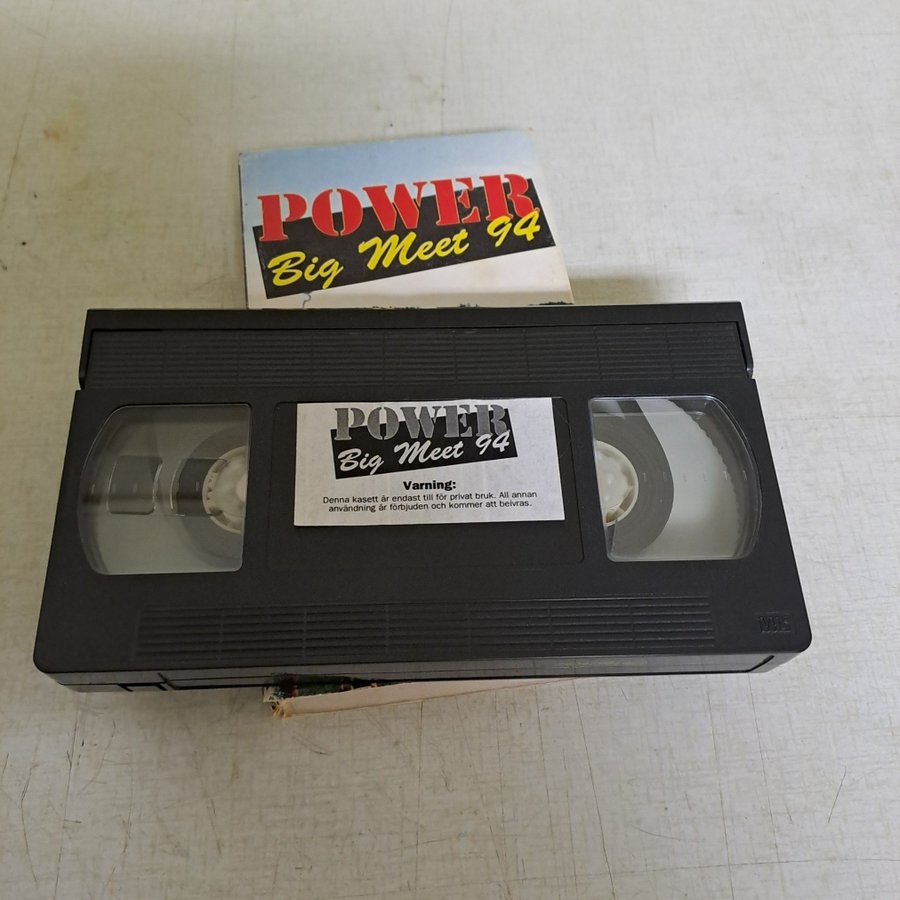 POWER
Big Meet 94
POWER
Big Meet 94
Varning:
Denna kasett är endast till för privat bruk. All annan
användning är förbjuden och kommer att beivras.
VHS